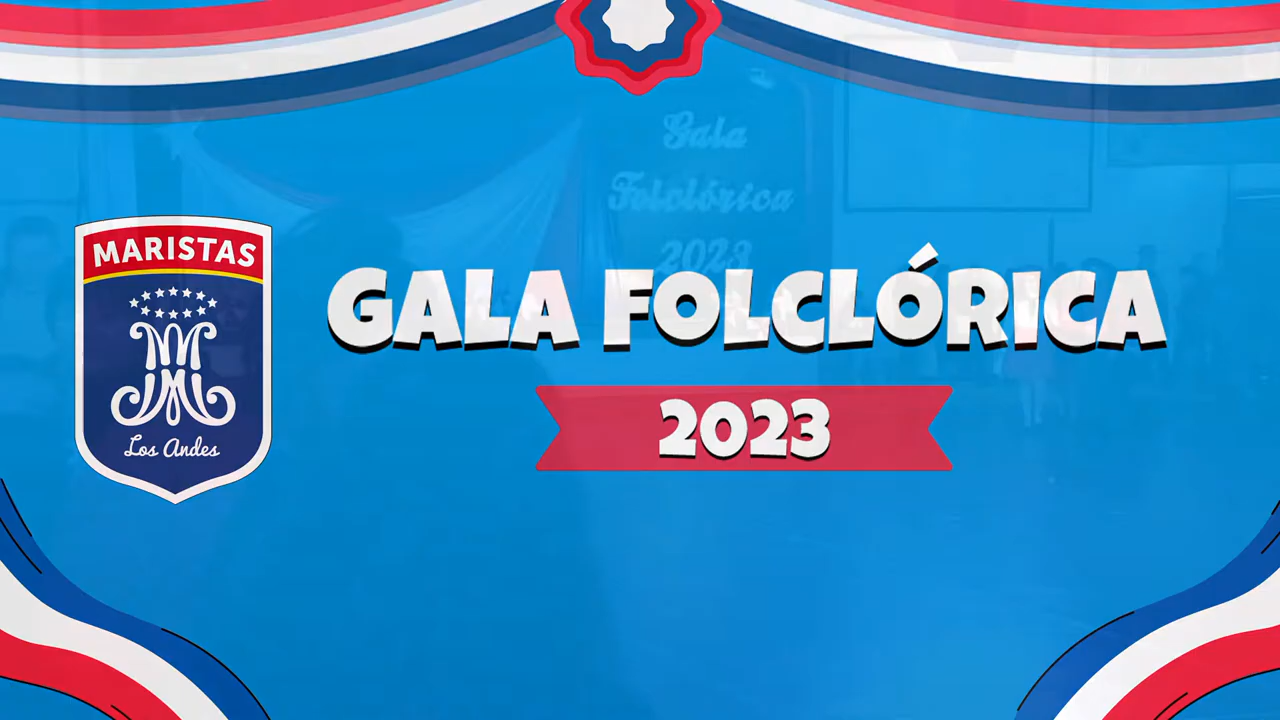 Gala
Folclórica
2023
MARISTAS
Los Andes
GALA FOLCLÓRICA
2023